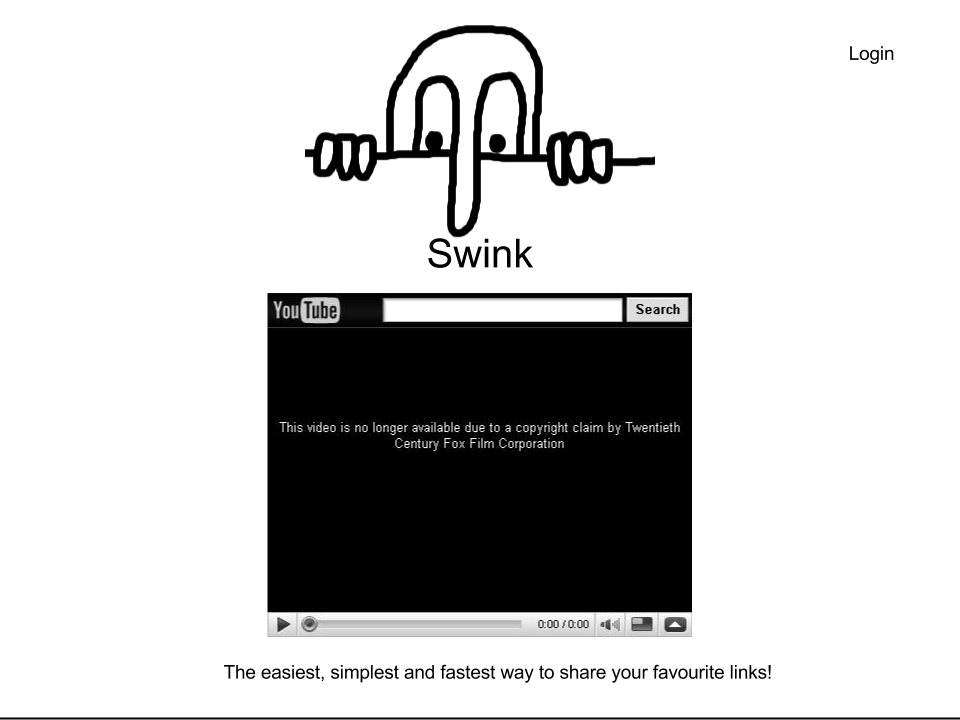 Login
Swink
YouTube
Search
This video is no longer available due to a copyright claim by Twentieth
Century Fox Film Corporation
0:00 / 0:00
The easiest, simplest and fastest way to share your favourite links!